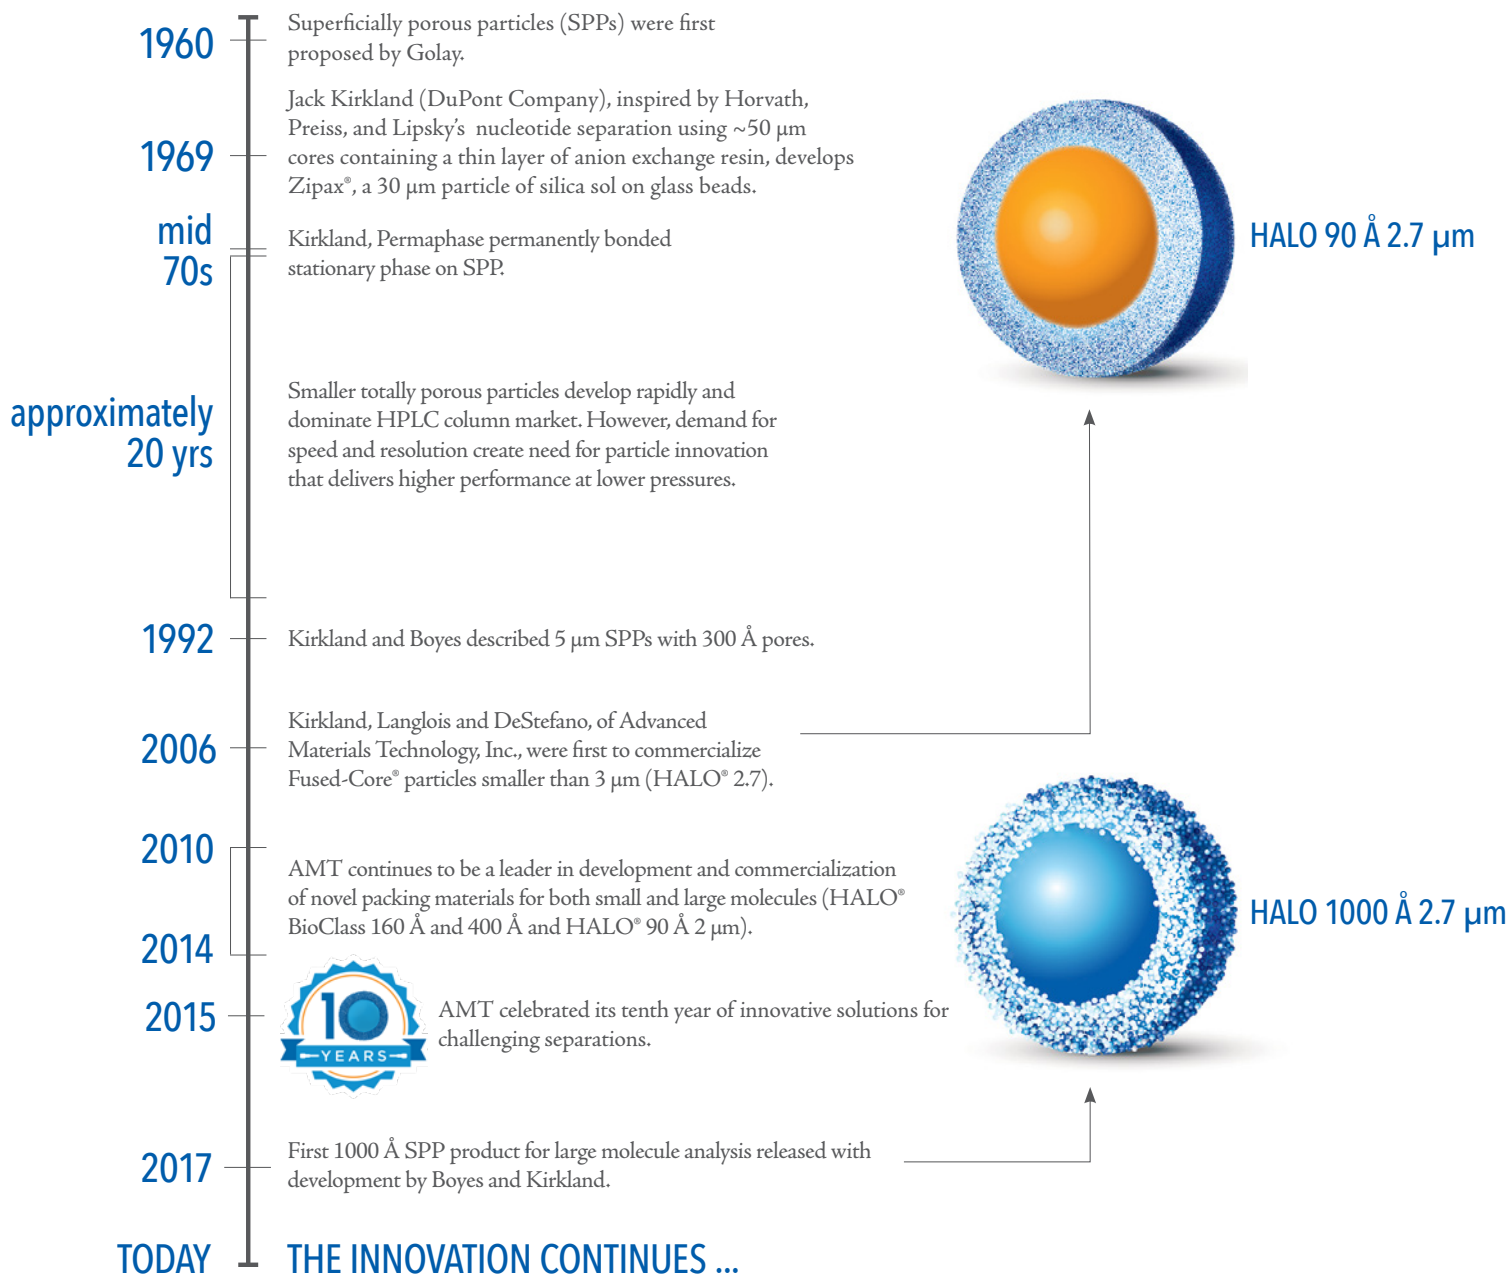 1960
Superficially porous particles (SPPs) were first
proposed by Golay.
1969
Jack Kirkland (DuPont Company), inspired by Horvath,
Preiss, and Lipsky's nucleotide separation using ~50 µm
cores containing a thin layer of anion exchange resin, develops
Zipax®, a 30 µm particle of silica sol on glass beads.
mid
70s
Kirkland, Permaphase permanently bonded
stationary phase on SPP.
HALO 90 Å 2.7 µm
approximately
20 yrs
Smaller totally porous particles develop rapidly and
dominate HPLC column market. However, demand for
speed and resolution create need for particle innovation
that delivers higher performance at lower pressures.
1992
Kirkland and Boyes described 5 µm SPPs with 300 Å pores.
2006
Kirkland, Langlois and DeStefano, of Advanced
Materials Technology, Inc., were first to commercialize
Fused-Core® particles smaller than 3 µm (HALO® 2.7).
2010
2014
AMT continues to be a leader in development and commercialization
of novel packing materials for both small and large molecules (HALO®
BioClass 160 Å and 400 Å and HALO® 90 Å 2 µm).
HALO 1000 Å 2.7 µm
2015
10
YEARS
AMT celebrated its tenth year of innovative solutions for
challenging separations.
2017
First 1000 Å SPP product for large molecule analysis released with
development by Boyes and Kirkland.
TODAY
THE INNOVATION CONTINUES ...